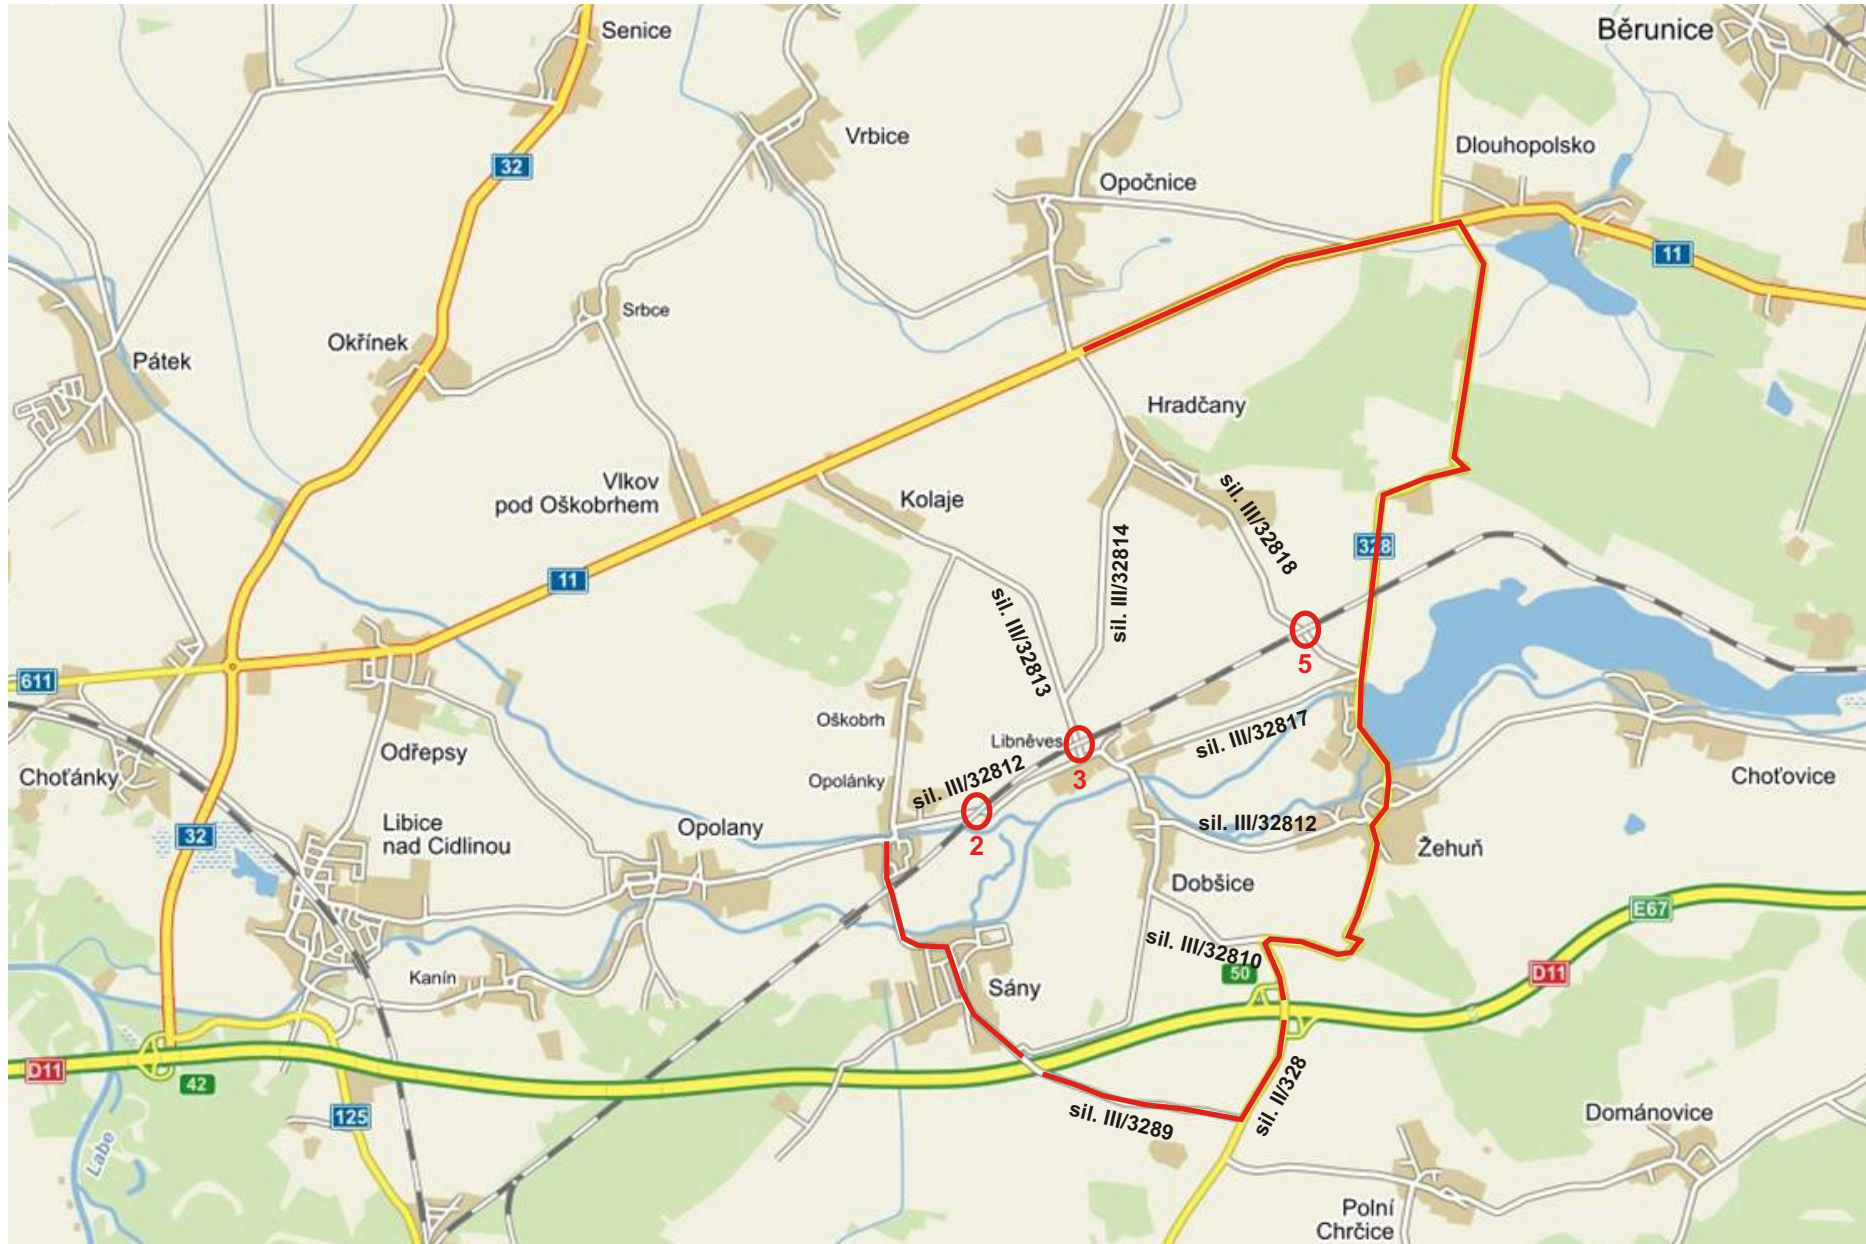 Senice
Běrunice
Vrbice
Dlouhopolsko
32
Opočnice
11
Srbce
Okřínek
Pátek
Hradčany
Vlkov
pod Oškobrhem
Kolaje
sil. III/32818
sil. III/32814
328
11
sil. III/32813
5
611
Oškobrh
Libněves
sil. III/32817
Odřepsy
Choťánky
Opolánky
sil. III/32812
3
Choťovice
32
Libice
nad Cidlinou
Opolany
2
sil. III/32812
Žehuň
Dobšice
E67
sil. III/32810
50
D11
Kanín
Sány
D11
42
125
sil. III/3289
sil. II/328
Dománovice
Labe
Polní
Chrčice